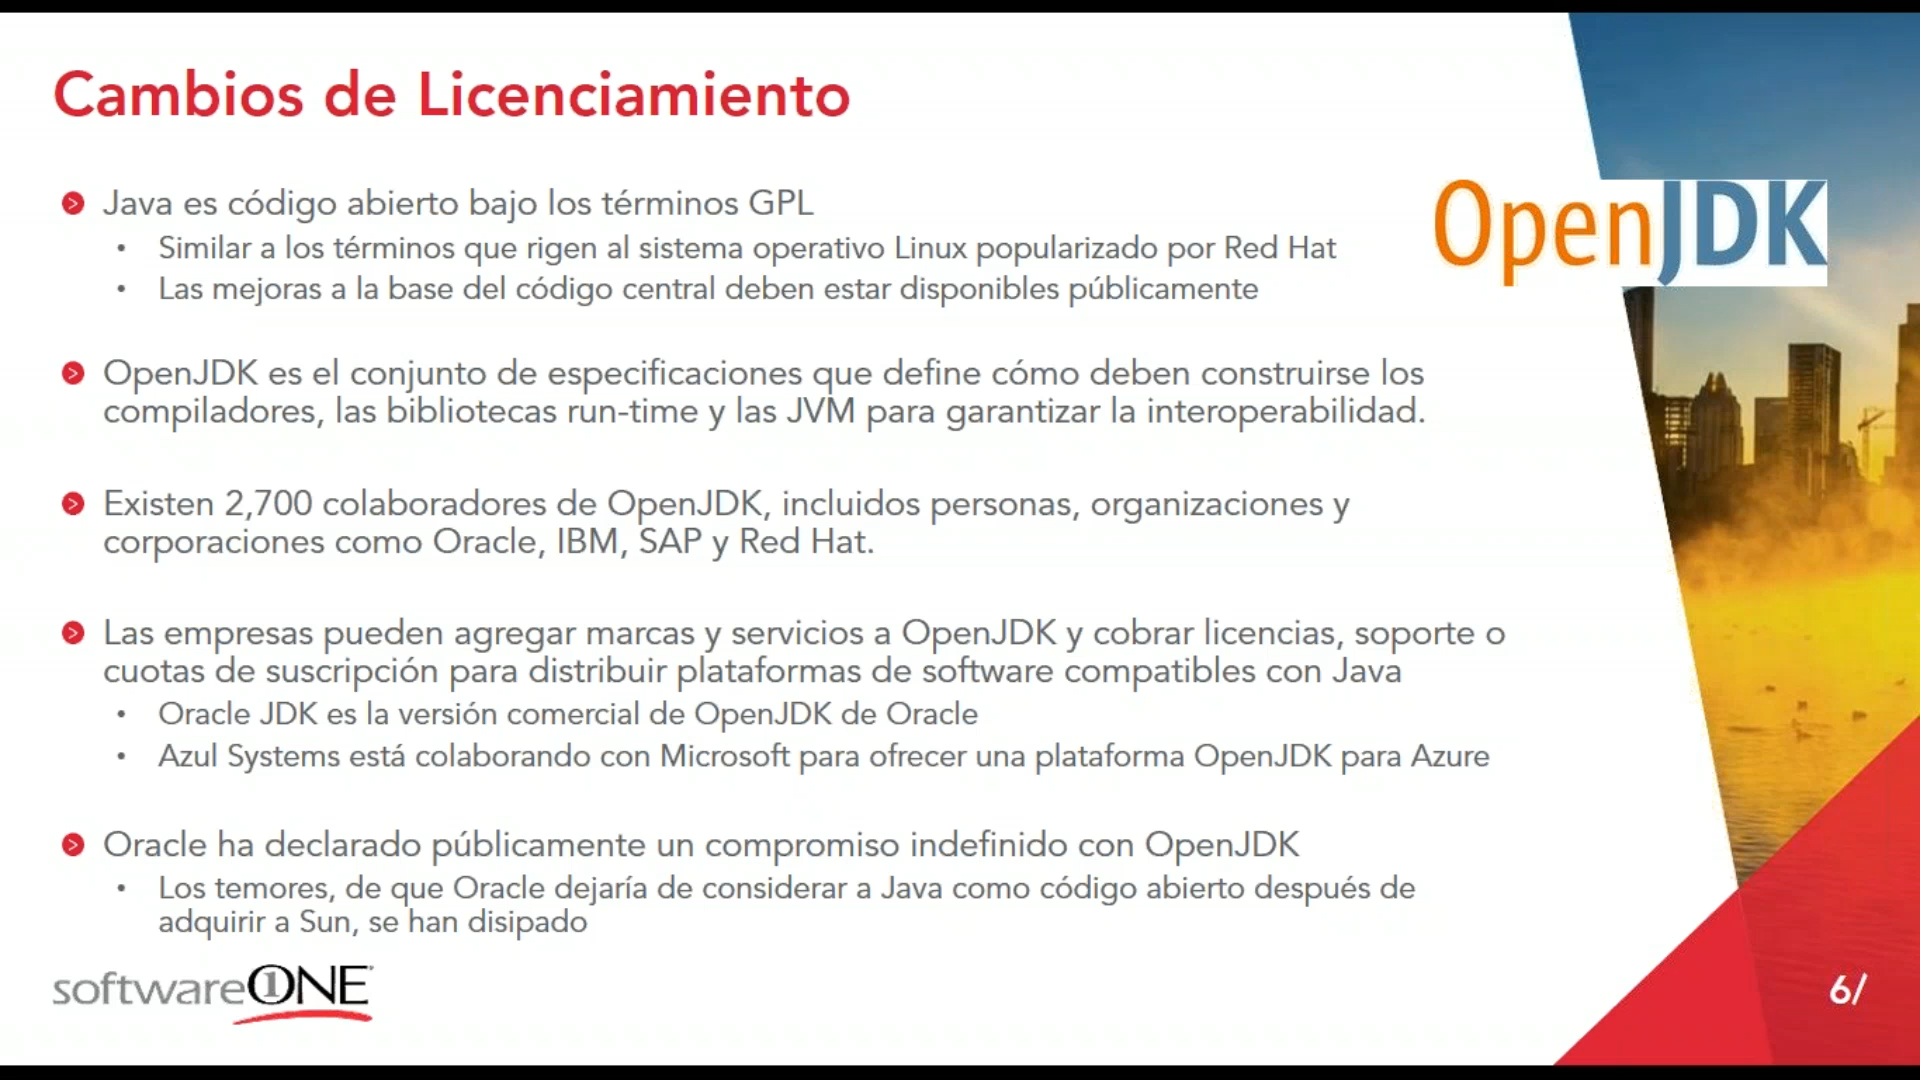 Cambios de Licenciamiento
Java es código abierto bajo los términos GPL
• Similar a los términos que rigen al sistema operativo Linux popularizado por Red Hat
• Las mejoras a la base del código central deben estar disponibles públicamente
OpenJDK
OpenJDK es el conjunto de especificaciones que define cómo deben construirse los
compiladores, las bibliotecas run-time y las JVM para garantizar la interoperabilidad.
Existen 2,700 colaboradores de OpenJDK, incluidos personas, organizaciones y
corporaciones como Oracle, IBM, SAP y Red Hat.
Las empresas pueden agregar marcas y servicios a OpenJDK y cobrar licencias, soporte o
cuotas de suscripción para distribuir plataformas de software compatibles con Java
• Oracle JDK es la versión comercial de OpenJDK de Oracle
• Azul Systems está colaborando con Microsoft para ofrecer una plataforma OpenJDK para Azure
Oracle ha declarado públicamente un compromiso indefinido con OpenJDK
• Los temores, de que Oracle dejaría de considerar a Java como código abierto después de
adquirir a Sun, se han disipado
softwareONE
6/